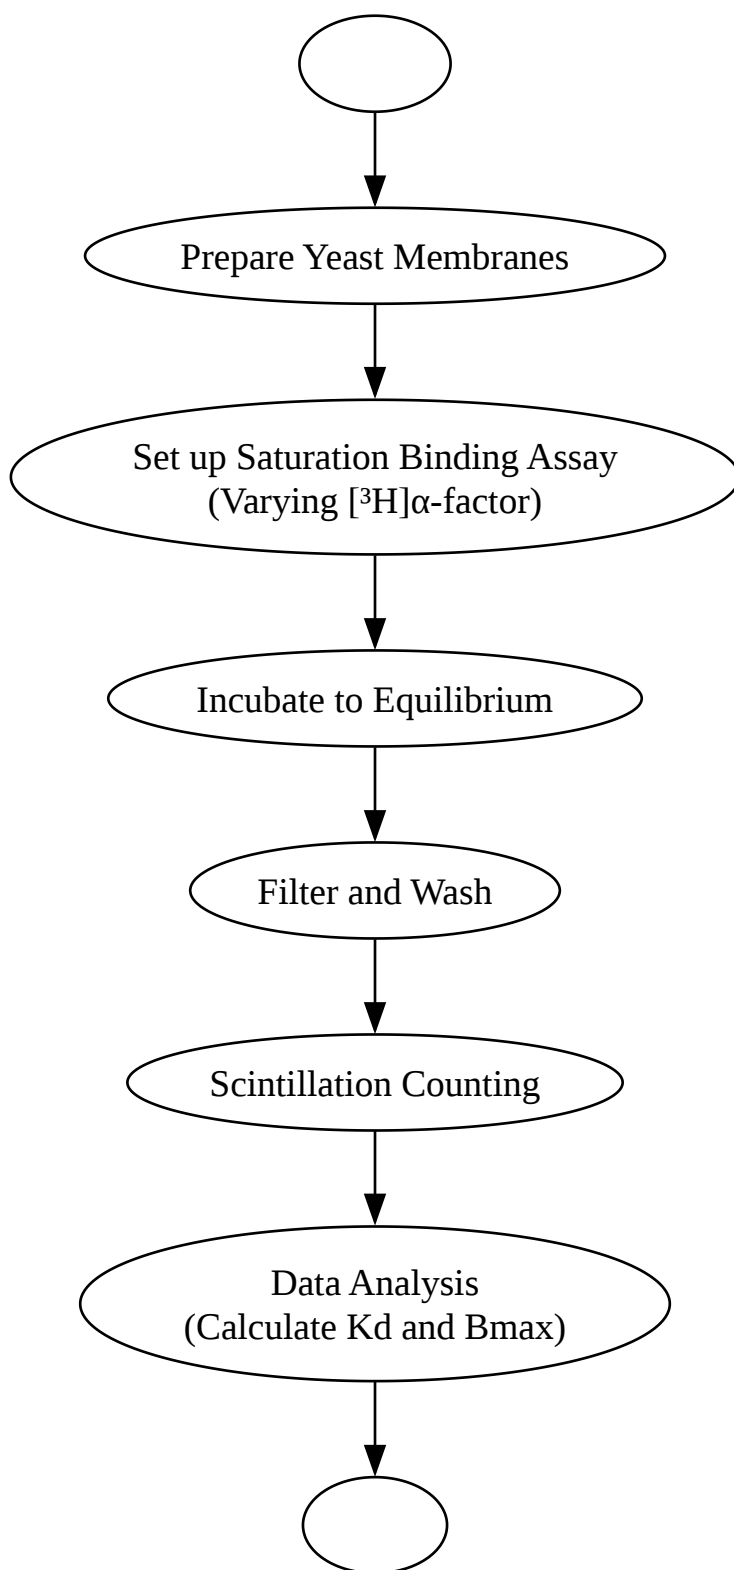 Prepare Yeast Membranes
Set up Saturation Binding Assay
(Varying [³H]α-factor)
Incubate to Equilibrium
Filter and Wash
Scintillation Counting
Data Analysis
(Calculate Kd and Bmax)